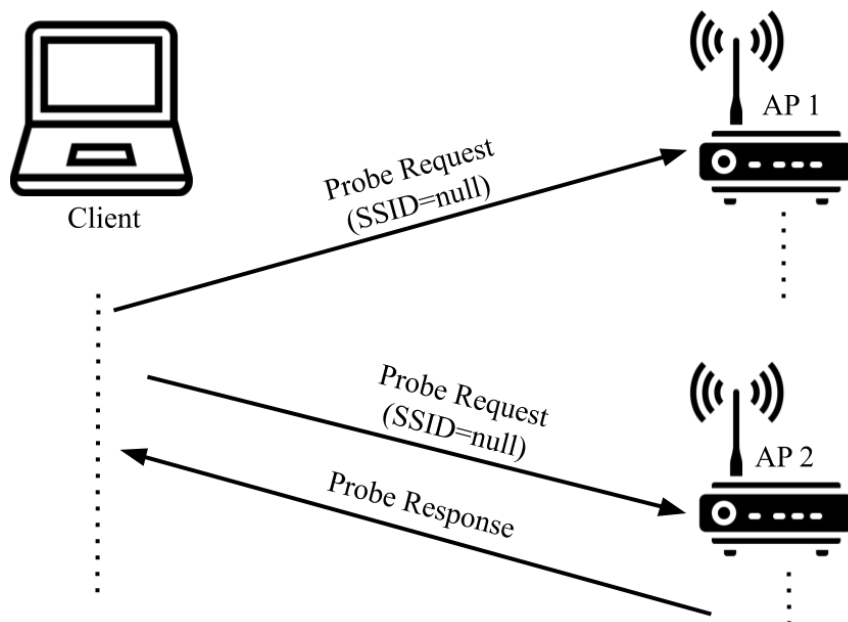 AP 1
Probe Request
(SSID=null)
Client
Probe Request
(SSID=null)
AP 2
Probe Response